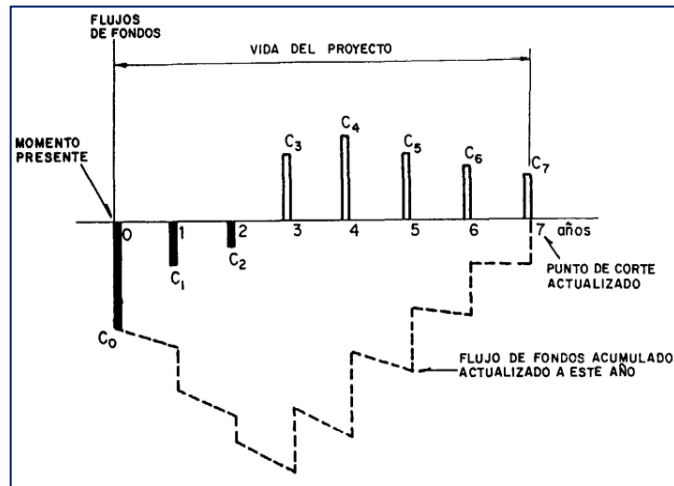 FLUJOS
DE FONDOS
VIDA DEL PROYECTO
MOMENTO
PRESENTE
C3
C4
C5
C6
C7
0 1 2 3 4 5 6 7 años
C1
C2
C0
PUNTO DE CORTE
ACTUALIZADO
FLUJO DE FONDOS ACUMULADO
ACTUALIZADO A ESTE AÑO